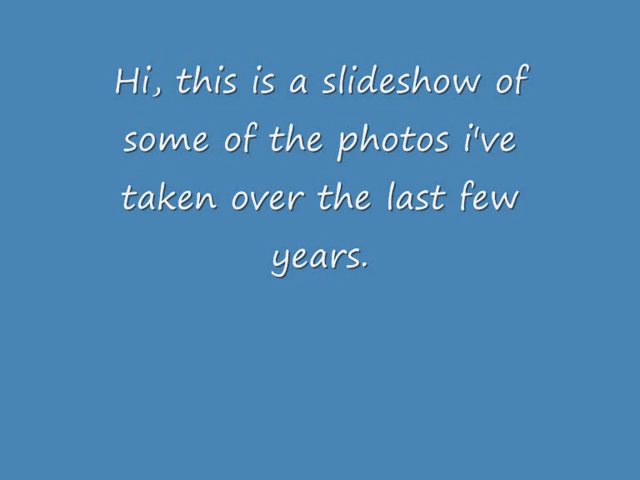 Hi, this is a slideshow of
some of the photos i've
taken over the last few
years.